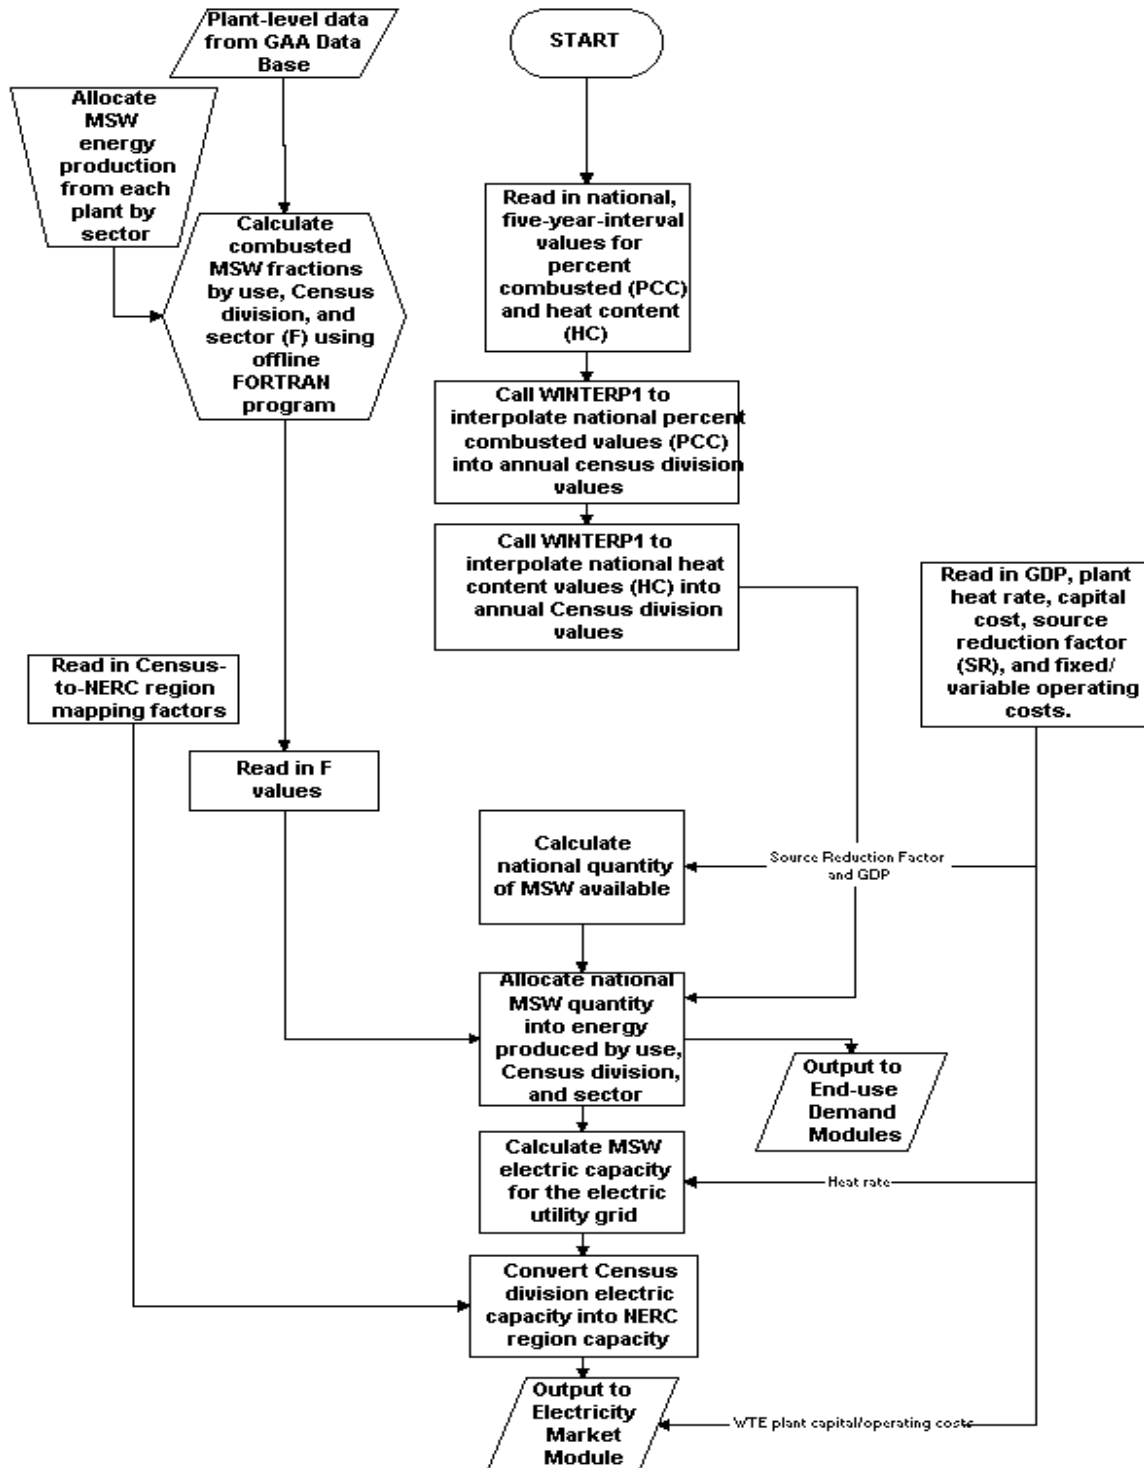 Plant-level data
from GAA Data
Base
START
Allocate
MSW
energy
production
from each
plant by
sector
Read in national,
five-year-interval
values for
percent
combusted (PCC)
and heat content
(HC)
Calculate
combusted
MSW fractions
by use, Census
division, and
sector (F) using
offline
FORTRAN
program
Call WINTERP1 to
interpolate national percent
combusted values (PCC)
into annual census division
values
Call WINTERP1 to
interpolate national heat
content values (HC) into
annual Census division
values
Read in GDP, plant
heat rate, capital
cost, source
reduction factor
(SR), and fixed/
variable operating
costs.
Read in Census-
to-NERC region
mapping factors
Read in F
values
Calculate
national quantity
of MSW available
Source Reduction Factor
and GDP
Allocate national
MSW quantity
into energy
produced by use,
Census division,
and sector
Output to
End-use
Demand
Modules
Calculate MSW
electric capacity
for the electric
utility grid
Heat rate
Convert Census
division electric
capacity into NERC
region capacity
Output to
Electricity
Market
Module
WTE plant capital/operating costs